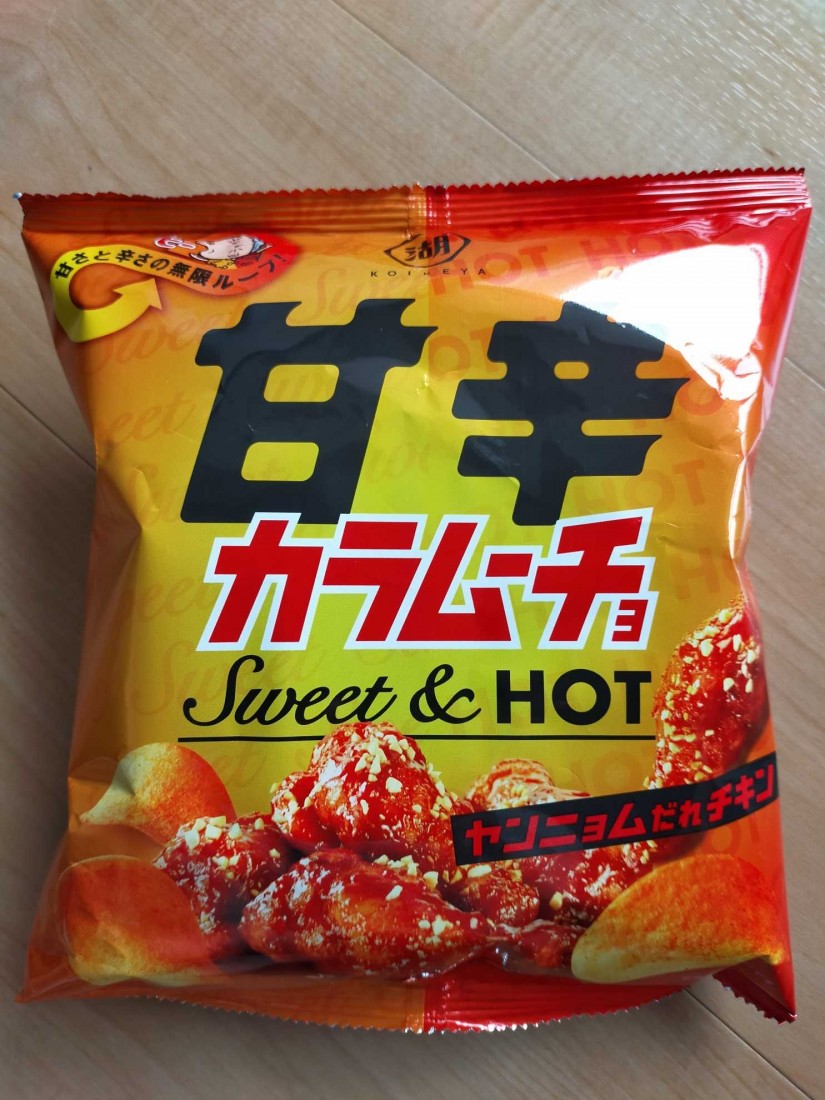 甘さと辛さの無限ループ!
湖
KOIKEYA
甘辛
カラムーチョ
Sweet & HOT
ヤンニョムだれチキン